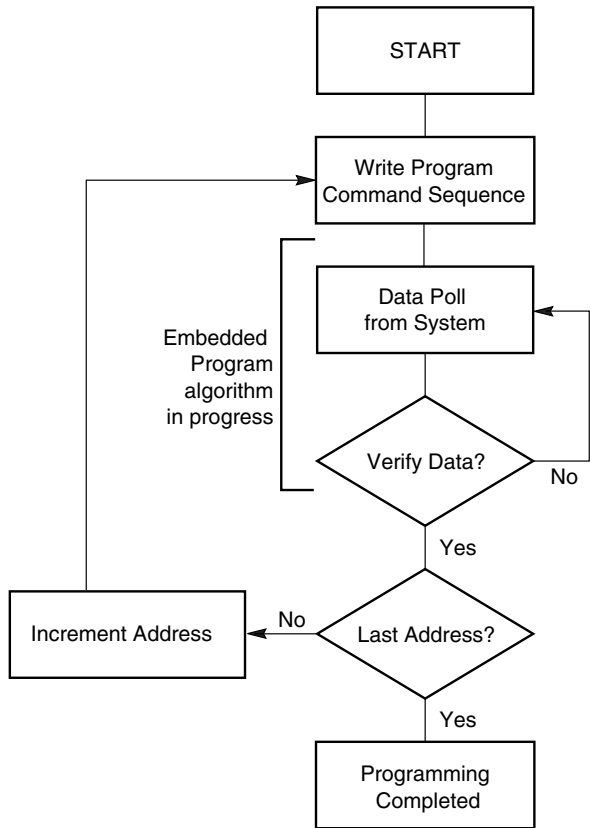 START
Write Program
Command Sequence
Data Poll
from System
Embedded
Program
algorithm
in progress
Verify Data?
No
Yes
Increment Address
No
Last Address?
Yes
Programming
Completed